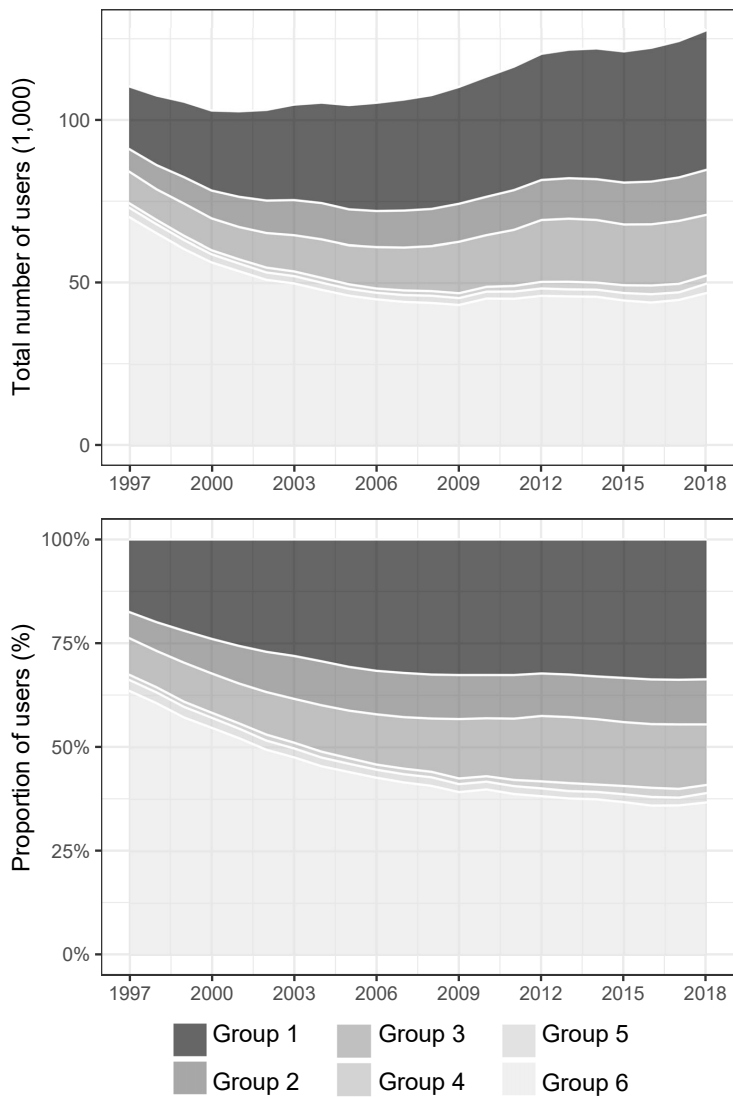 Total number of users (1,000)
100
50
0
1997 2000 2003 2006 2009 2012 2015 2018
Proportion of users (%)
100%
75%
50%
25%
0%
1997 2000 2003 2006 2009 2012 2015 2018
Group 1 Group 3 Group 5
Group 2 Group 4 Group 6